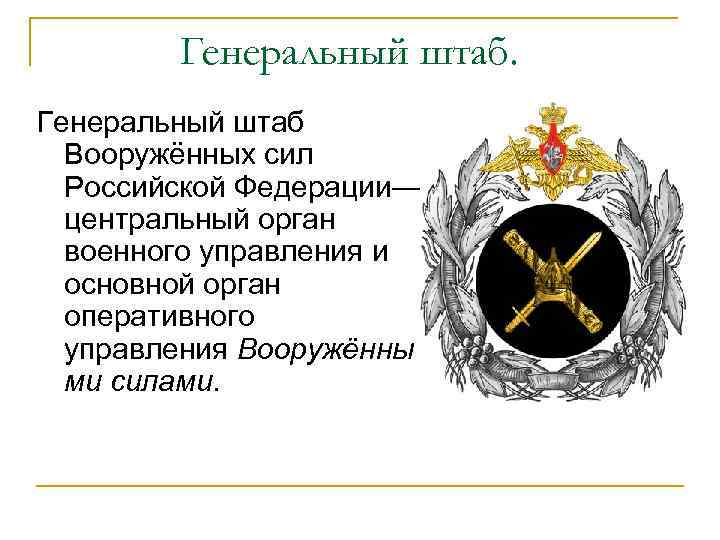 Генеральный штаб.
Генеральный штаб
Вооружённых сил
Российской Федерации—
центральный орган
военного управления и
основной орган
оперативного
управления Вооружённы
ми силами.